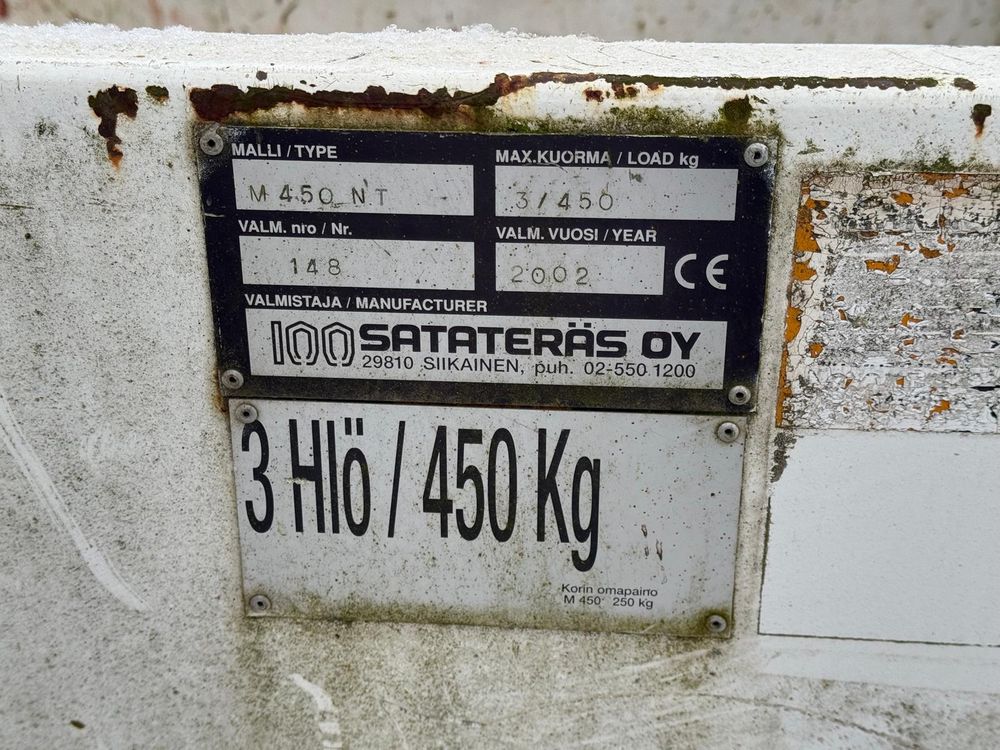 MALLI / TYPE
M 450 NT
MAX.KUORMA / LOAD kg
3 / 450
VALM. nro / Nr.
148
VALM. VUOSI / YEAR
2002
CE
VALMISTAJA / MANUFACTURER
100 SATATERÄS OY
29810 SIIKAINEN, puh. 02-550 1200
3 Hlö / 450 Kg
Korin omapaino
M 450 250 kg